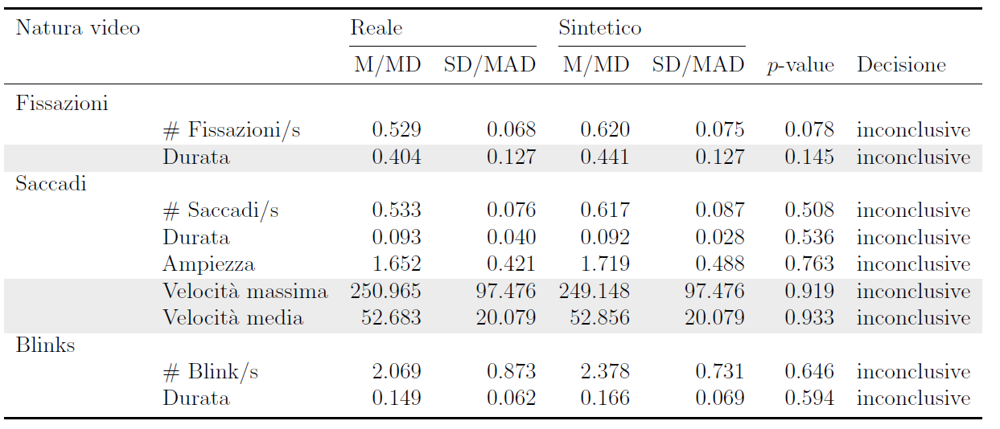 Natura video Reale Sintetico
M/MD SD/MAD M/MD SD/MAD p-value Decisione
Fissazioni
# Fissazioni/s 0.529 0.068 0.620 0.075 0.078 inconclusive
Durata 0.404 0.127 0.441 0.127 0.145 inconclusive
Saccadi
# Saccadi/s 0.533 0.076 0.617 0.087 0.508 inconclusive
Durata 0.093 0.040 0.092 0.028 0.536 inconclusive
Ampiezza 1.652 0.421 1.719 0.488 0.763 inconclusive
Velocità massima 250.965 97.476 249.148 97.476 0.919 inconclusive
Velocità media 52.683 20.079 52.856 20.079 0.933 inconclusive
Blinks
# Blink/s 2.069 0.873 2.378 0.731 0.646 inconclusive
Durata 0.149 0.062 0.166 0.069 0.594 inconclusive